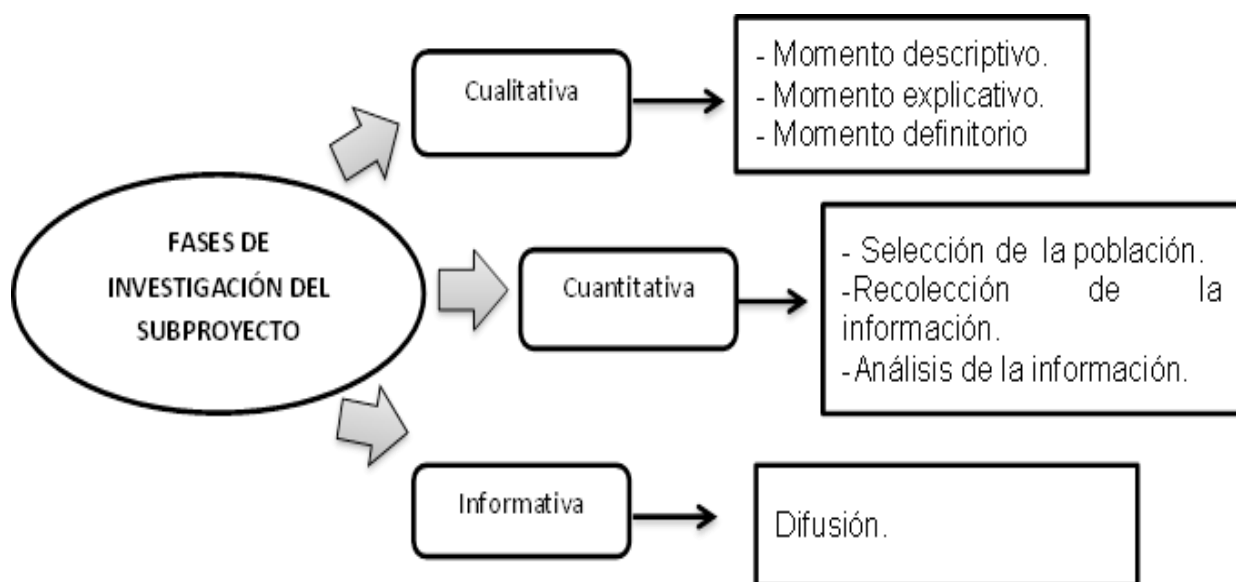 Cualitativa
- Momento descriptivo.
- Momento explicativo.
- Momento definitorio
FASES DE
INVESTIGACIÓN DEL
SUBPROYECTO
Cuantitativa
- Selección de la población.
-Recolección de la
información.
-Análisis de la información.
Informativa
Difusión.